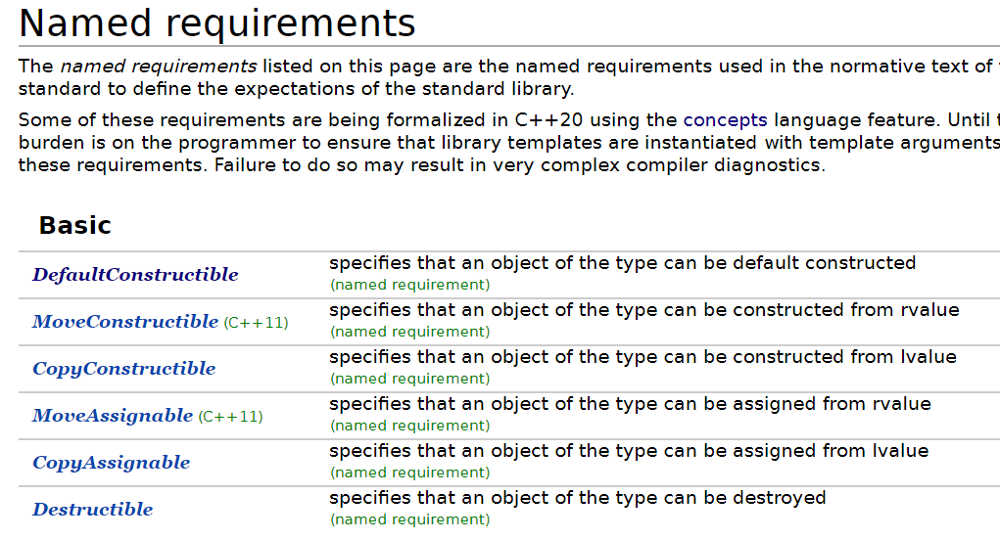 Named requirements
The named requirements listed on this page are the named requirements used in the normative text of
standard to define the expectations of the standard library.
Some of these requirements are being formalized in C++20 using the concepts language feature. Until
burden is on the programmer to ensure that library templates are instantiated with template arguments
these requirements. Failure to do so may result in very complex compiler diagnostics.
Basic
DefaultConstructible
specifies that an object of the type can be default constructed
(named requirement)
MoveConstructible (C++11)
specifies that an object of the type can be constructed from rvalue
(named requirement)
CopyConstructible
specifies that an object of the type can be constructed from lvalue
(named requirement)
MoveAssignable (C++11)
specifies that an object of the type can be assigned from rvalue
(named requirement)
CopyAssignable
specifies that an object of the type can be assigned from lvalue
(named requirement)
Destructible
specifies that an object of the type can be destroyed
(named requirement)